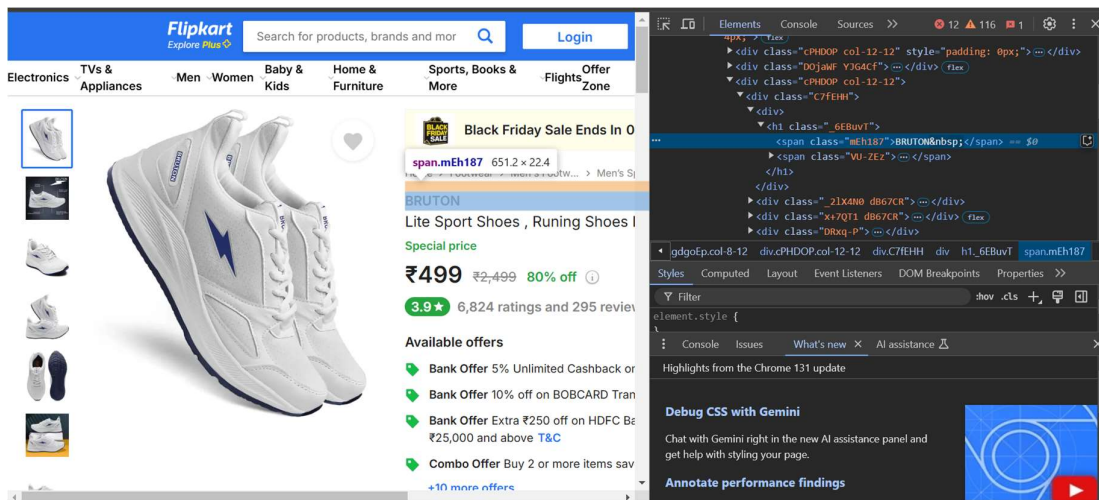 Flipkart
Explore Plus
Search for products, brands and mor
Login
Electronics
TVs & Appliances
Men
Women
Baby & Kids
Home & Furniture
Sports, Books & More
Flights
Offer Zone
BLACK FRIDAY SALE
Black Friday Sale Ends In 0
span.mEh187 651.2 × 22.4
BRUTON
Lite Sport Shoes , Runing Shoes
Special price
₹499 ₹2,499 80% off
3.9★ 6,824 ratings and 295 review
Available offers
Bank Offer 5% Unlimited Cashback or
Bank Offer 10% off on BOBCARD Tran
Bank Offer Extra ₹250 off on HDFC Ba
₹25,000 and above T&C
Combo Offer Buy 2 or more items sav
+10 more offers
Elements Console Sources 12 116 1
4px; "> flex
<div class="cPHDOP col-12-12" style="padding: 0px;">…</div>
<div class="DOjaWF YJG4Cf">…</div> flex
<div class="cPHDOP col-12-12">
<div class="C7fEHH">
<div>
<h1 class="_6EBuvT">
<span class="mEh187">BRUTON&nbsp;</span> == $0
<span class="VU-ZEz">…</span>
</h1>
</div>
<div class="_2lX4N0 dB67CR">…</div>
<div class="x+7QT1 dB67CR">…</div> flex
<div class="DRxq-P">…</div>
gdgoEp.col-8-12 div.cPHDOP.col-12-12 div.C7fEHH div h1._6EBuvT span.mEh187
Styles Computed Layout Event Listeners DOM Breakpoints Properties
Filter :hov .cls
element.style {
Console Issues What's new AI assistance
Highlights from the Chrome 131 update
Debug CSS with Gemini
Chat with Gemini right in the new AI assistance panel and
get help with styling your page.
Annotate performance findings